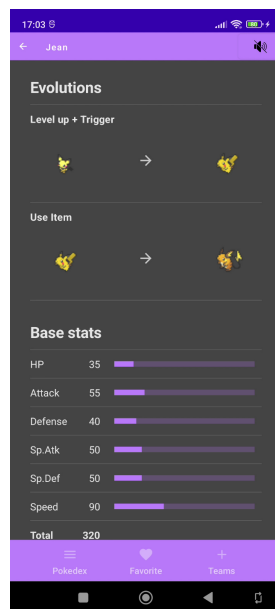 17:03
Jean
Evolutions
Level up + Trigger
Use Item
Base stats
HP 35
Attack 55
Defense 40
Sp.Atk 50
Sp.Def 50
Speed 90
Total 320
Pokedex Favorite Teams